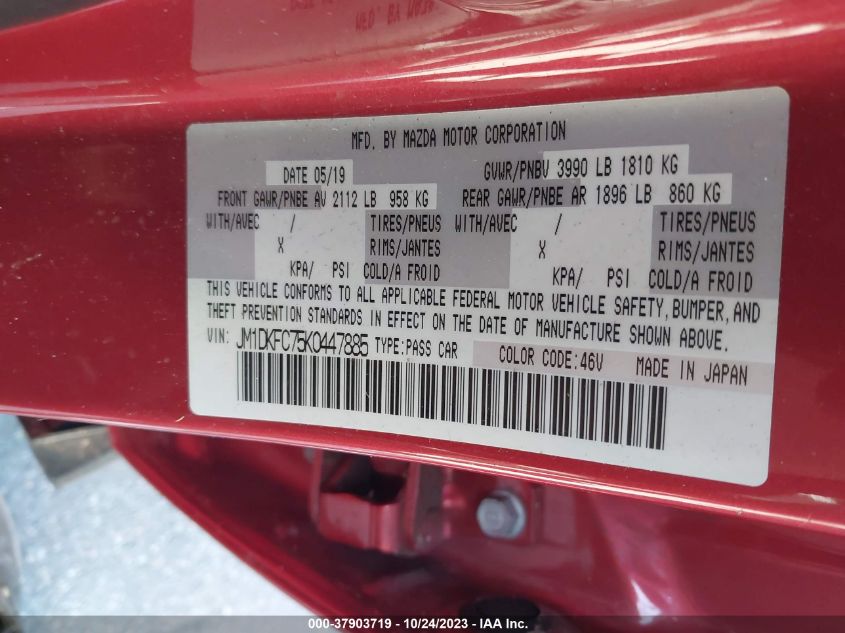 MFD. BY MAZDA MOTOR CORPORATION
DATE 05/19 GVWR/PNBV 3990 LB 1810 KG
FRONT GAWR/PNBE AV 2112 LB 958 KG REAR GAWR/PNBE AR 1896 LB 860 KG
WITH/AVEC / TIRES/PNEUS WITH/AVEC / TIRES/PNEUS
X RIMS/JANTES X RIMS/JANTES
KPA/ PSI COLD/A FROID KPA/ PSI COLD/A FROID
THIS VEHICLE CONFORMS TO ALL APPLICABLE FEDERAL MOTOR VEHICLE SAFETY, BUMPER, AND
THEFT PREVENTION STANDARDS IN EFFECT ON THE DATE OF MANUFACTURE SHOWN ABOVE.
VIN: JM1DKFC75K0447885 TYPE:PASS CAR COLOR CODE:46V MADE IN JAPAN
000-37903719 - 10/24/2023 - IAAI.com